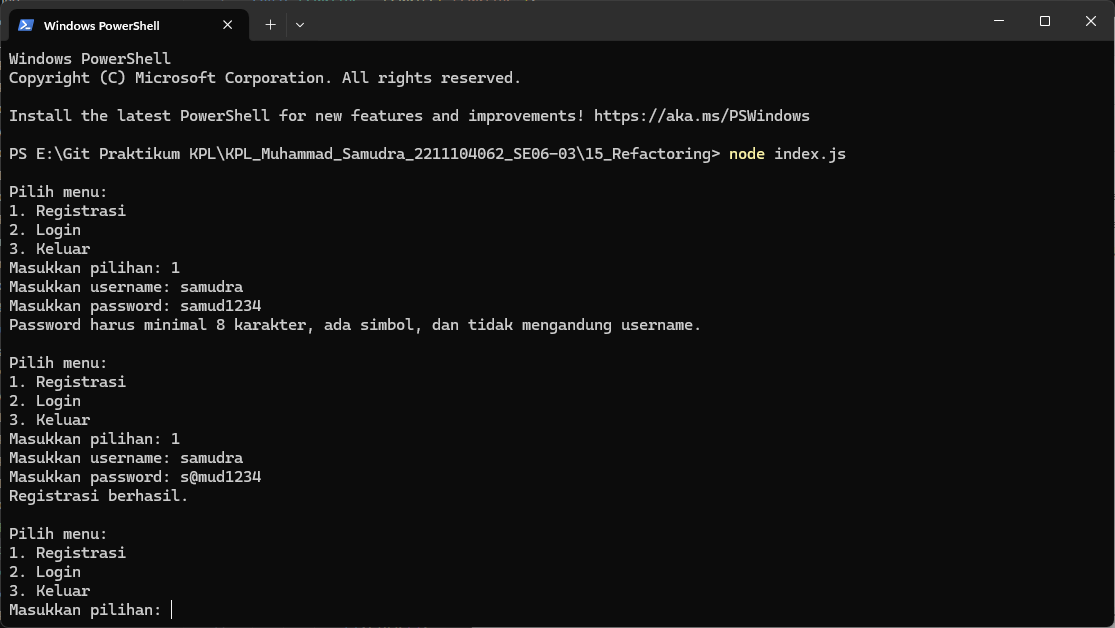 Windows PowerShell
Windows PowerShell
Copyright (C) Microsoft Corporation. All rights reserved.
Install the latest PowerShell for new features and improvements! https://aka.ms/PSWindows
PS E:\Git Praktikum KPL\KPL_Muhammad_Samudra_2211104062_SE06-03\15_Refactoring> node index.js
Pilih menu:
1. Registrasi
2. Login
3. Keluar
Masukkan pilihan: 1
Masukkan username: samudra
Masukkan password: samud1234
Password harus minimal 8 karakter, ada simbol, dan tidak mengandung username.
Pilih menu:
1. Registrasi
2. Login
3. Keluar
Masukkan pilihan: 1
Masukkan username: samudra
Masukkan password: s@mud1234
Registrasi berhasil.
Pilih menu:
1. Registrasi
2. Login
3. Keluar
Masukkan pilihan: